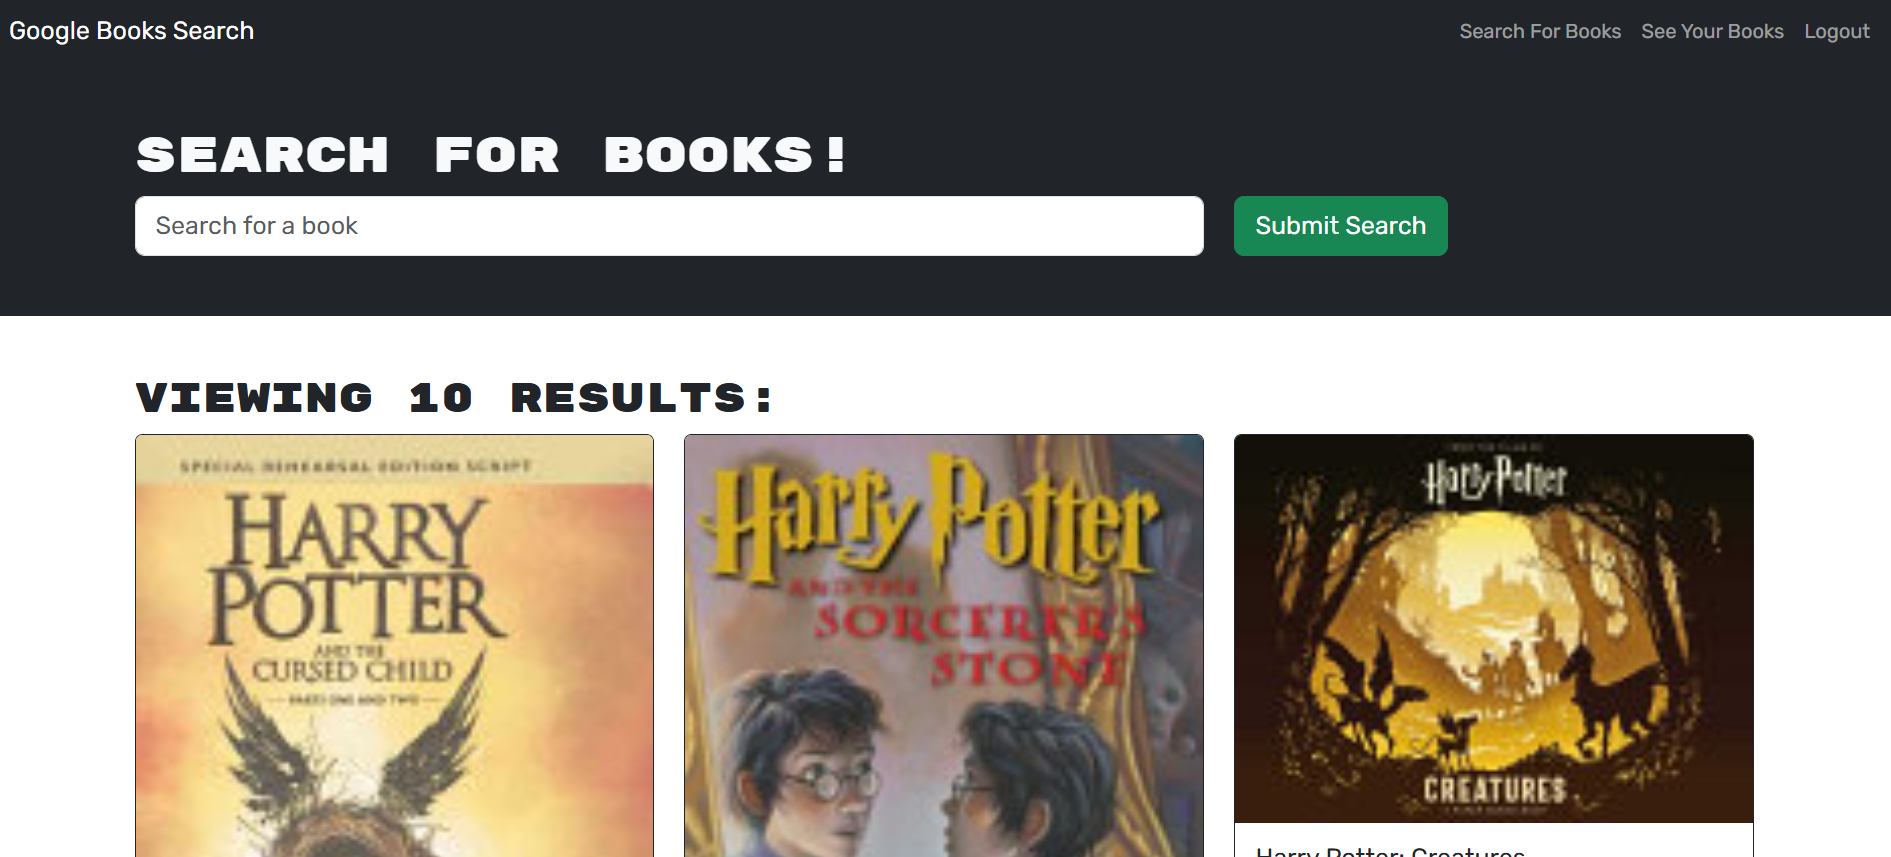 Google Books Search
Search For Books
See Your Books
Logout
SEARCH FOR BOOKS!
Search for a book
Submit Search
VIEWING 10 RESULTS:
SPECIAL REHEARSAL EDITION SCRIPT
HARRY
POTTER
AND THE
CURSED CHILD
PARTS ONE AND TWO
Harry Potter
AND THE
SORCERER'S
STONE
Harry Potter
CREATURES
Harry Potter: Creatures